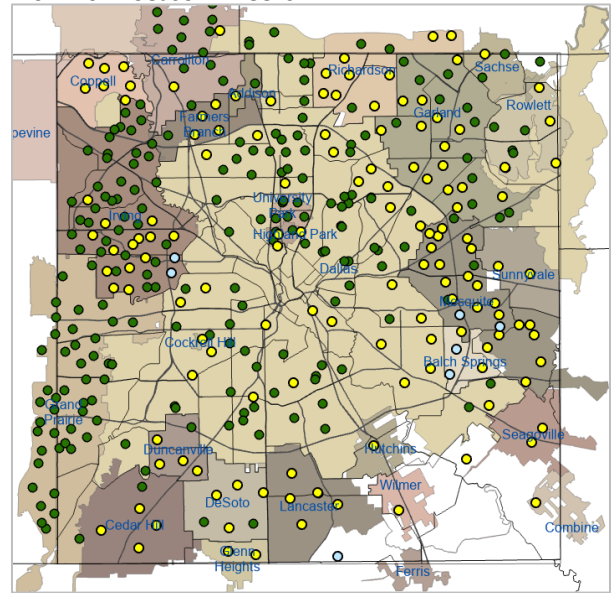 Coppell
Carrollton
Addison
Richardson
Sachse
Garland
Rowlett
Farmers
Branch
pevine
University
Park
Highland Park
Irving
Dallas
Sunnyvale
Mesquite
Cockrell Hill
Balch Springs
Grand
Prairie
Seagoville
Duncanville
Hutchins
DeSoto
Lancaster
Wilmer
Cedar Hill
Combine
Glenn
Heights
Ferris